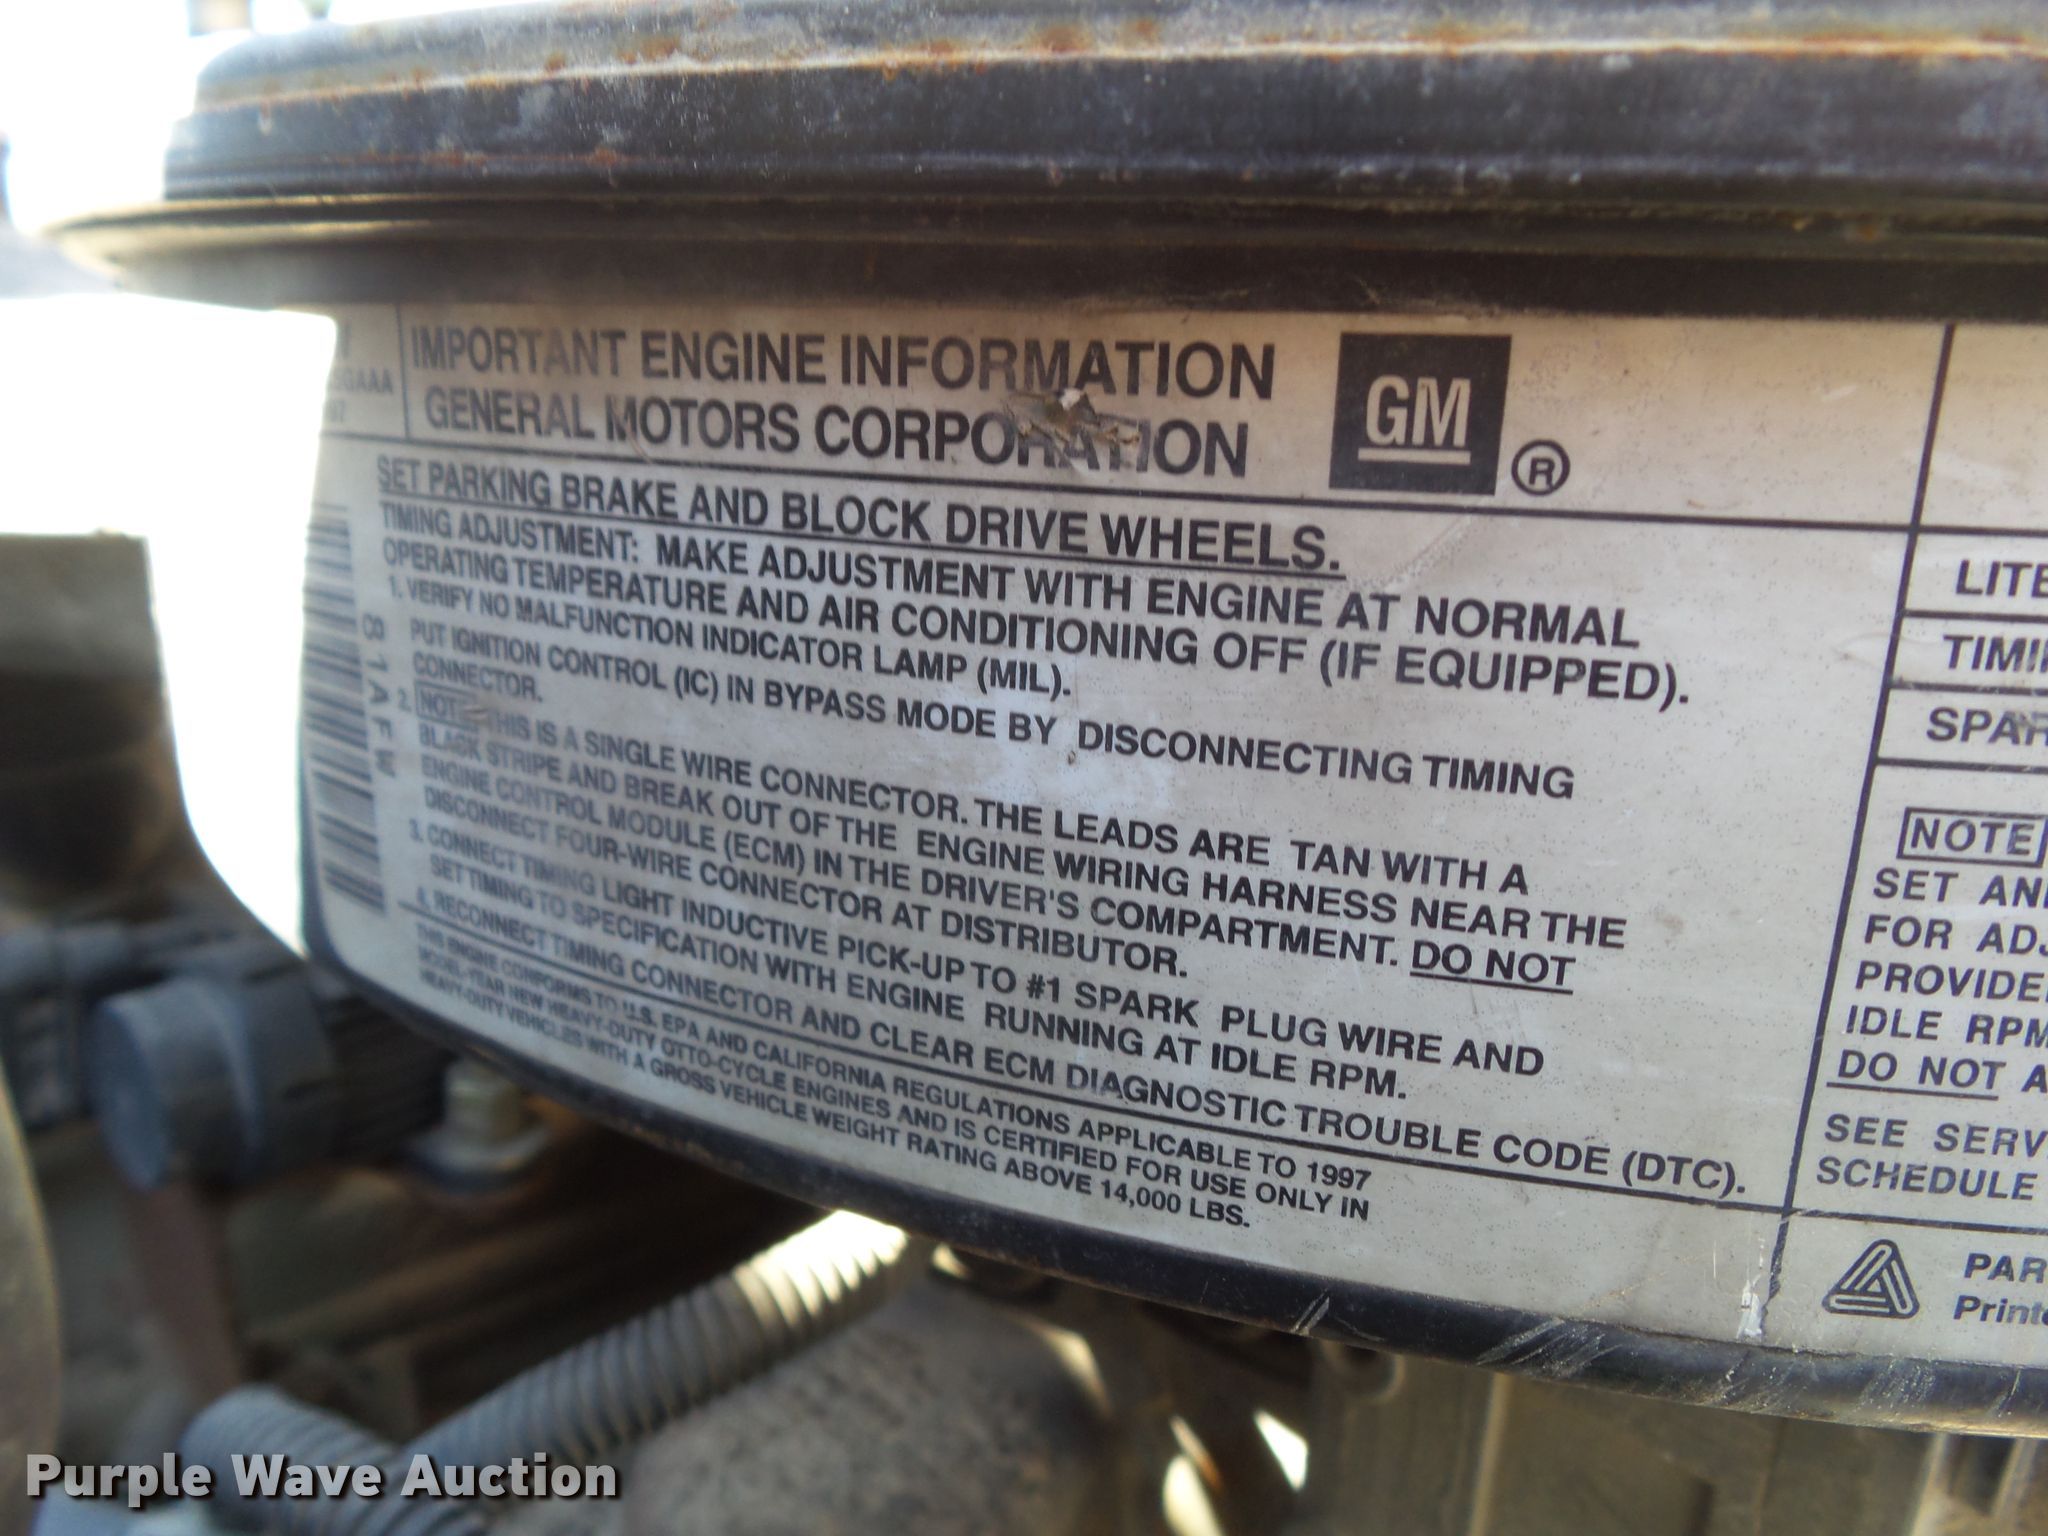 IMPORTANT ENGINE INFORMATION
GENERAL MOTORS CORPORATION
GM ®
SET PARKING BRAKE AND BLOCK DRIVE WHEELS.
TIMING ADJUSTMENT: MAKE ADJUSTMENT WITH ENGINE AT NORMAL
OPERATING TEMPERATURE AND AIR CONDITIONING OFF (IF EQUIPPED).
1. VERIFY NO MALFUNCTION INDICATOR LAMP (MIL).
PUT IGNITION CONTROL (IC) IN BYPASS MODE BY DISCONNECTING TIMING
CONNECTOR.
2. NOTE THIS IS A SINGLE WIRE CONNECTOR. THE LEADS ARE TAN WITH A
BLACK STRIPE AND BREAK OUT OF THE ENGINE WIRING HARNESS NEAR THE
ENGINE CONTROL MODULE (ECM) IN THE DRIVER'S COMPARTMENT. DO NOT
DISCONNECT FOUR-WIRE CONNECTOR AT DISTRIBUTOR.
3. CONNECT TIMING LIGHT INDUCTIVE PICK-UP TO #1 SPARK PLUG WIRE AND
SET TIMING TO SPECIFICATION WITH ENGINE RUNNING AT IDLE RPM.
4. RECONNECT TIMING CONNECTOR AND CLEAR ECM DIAGNOSTIC TROUBLE CODE (DTC).
THIS ENGINE CONFORMS TO U.S. EPA AND CALIFORNIA REGULATIONS APPLICABLE TO 1997
MODEL-YEAR NEW HEAVY-DUTY OTTO-CYCLE ENGINES AND IS CERTIFIED FOR USE ONLY IN
HEAVY-DUTY VEHICLES WITH A GROSS VEHICLE WEIGHT RATING ABOVE 14,000 LBS.
81AFW
LITE
TIMI
SPAR
NOTE
SET AN
FOR ADJ
PROVIDE
IDLE RPM
DO NOT A
SEE SERV
SCHEDULE
PAR
Printe
Purple Wave Auction